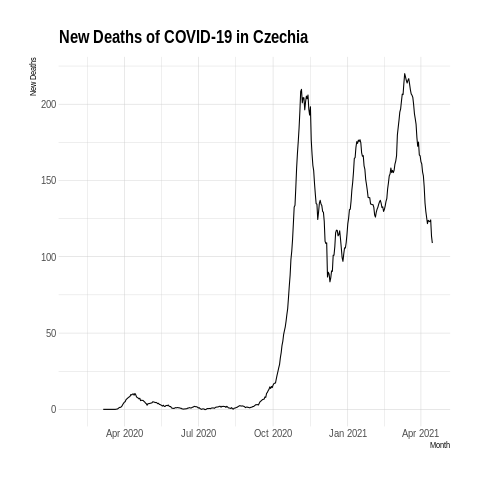 New Deaths of COVID-19 in Czechia
New Deaths
200
150
100
50
0
Apr 2020 Jul 2020 Oct 2020 Jan 2021 Apr 2021
Month